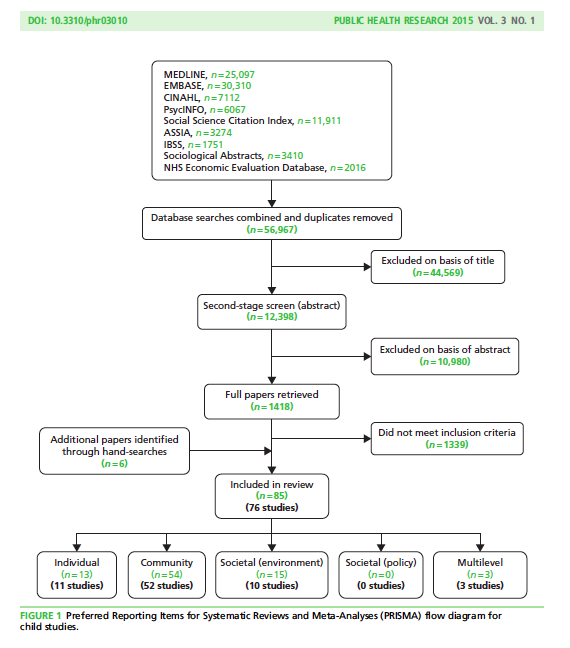 DOI: 10.3310/phr03010
PUBLIC HEALTH RESEARCH 2015 VOL. 3 NO. 1
MEDLINE, n=25,097
EMBASE, n=30,310
CINAHL, n=7112
PsycINFO, n=6067
Social Science Citation Index, n=11,911
ASSIA, n=3274
IBSS, n=1751
Sociological Abstracts, n=3410
NHS Economic Evaluation Database, n=2016
Database searches combined and duplicates removed
(n=56,967)
Excluded on basis of title
(n=44,569)
Second-stage screen (abstract)
(n=12,398)
Excluded on basis of abstract
(n=10,980)
Full papers retrieved
(n=1418)
Did not meet inclusion criteria
(n=1339)
Additional papers identified
through hand-searches
(n=6)
Included in review
(n=85)
(76 studies)
Individual
(n=13)
(11 studies)
Community
(n=54)
(52 studies)
Societal (environment)
(n=15)
(10 studies)
Societal (policy)
(n=0)
(0 studies)
Multilevel
(n=3)
(3 studies)
FIGURE 1 Preferred Reporting Items for Systematic Reviews and Meta-Analyses (PRISMA) flow diagram for
child studies.